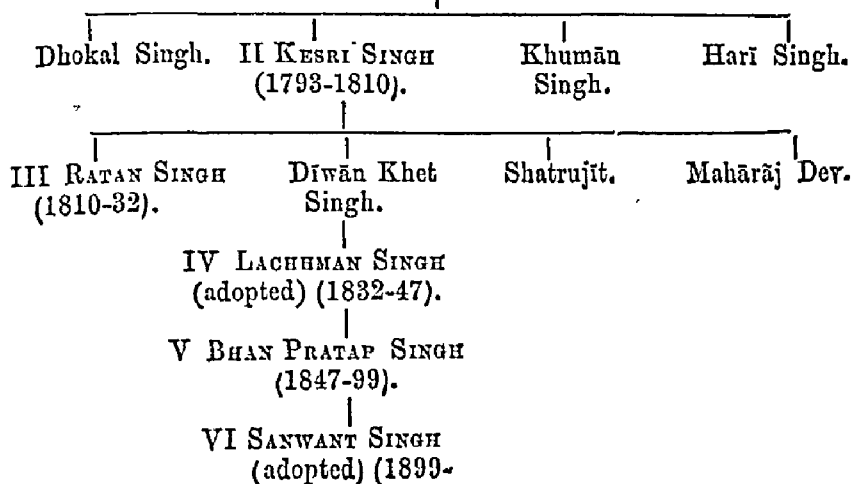 Dhokal Singh. II KESRI SINGH Khumān Harī Singh.
(1793-1810). Singh.
III RATAN SINGH Dīwān Khet Shatrujīt. Mahārāj Dev.
(1810-32). Singh.
IV LACHHMAN SINGH
(adopted) (1832-47).
V BHAN PRATAP SINGH
(1847-99).
VI SANWANT SINGH
(adopted) (1899-